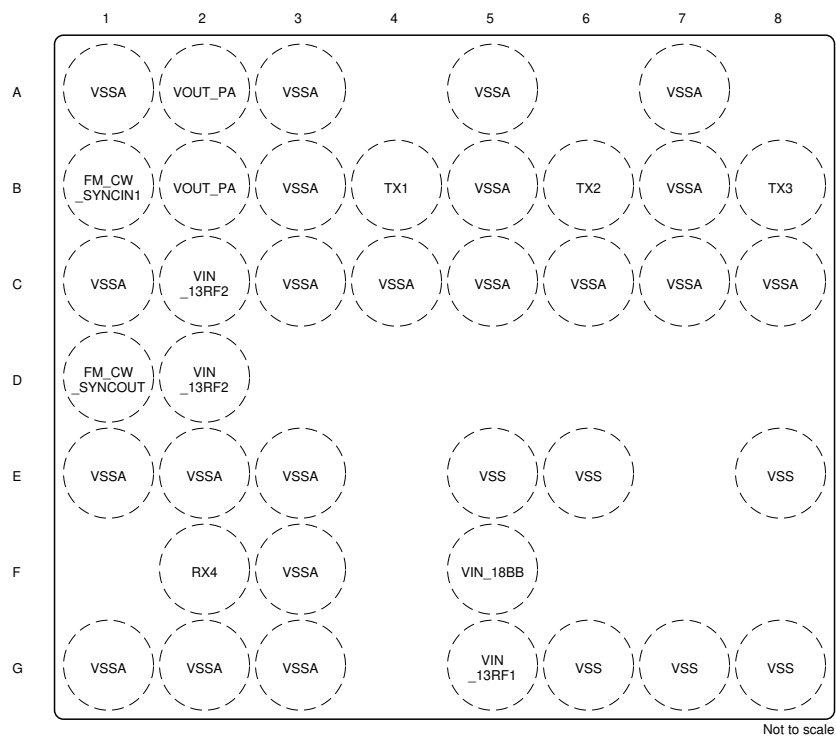 1 2 3 4 5 6 7 8
A VSSA VOUT_PA VSSA VSSA VSSA
B FM_CW
_SYNCIN1 VOUT_PA VSSA TX1 VSSA TX2 VSSA TX3
C VSSA VIN
_13RF2 VSSA VSSA VSSA VSSA VSSA VSSA
D FM_CW
_SYNCOUT VIN
_13RF2
E VSSA VSSA VSSA VSS VSS VSS
F RX4 VSSA VIN_18BB
G VSSA VSSA VSSA VIN
_13RF1 VSS VSS VSS
Not to scale